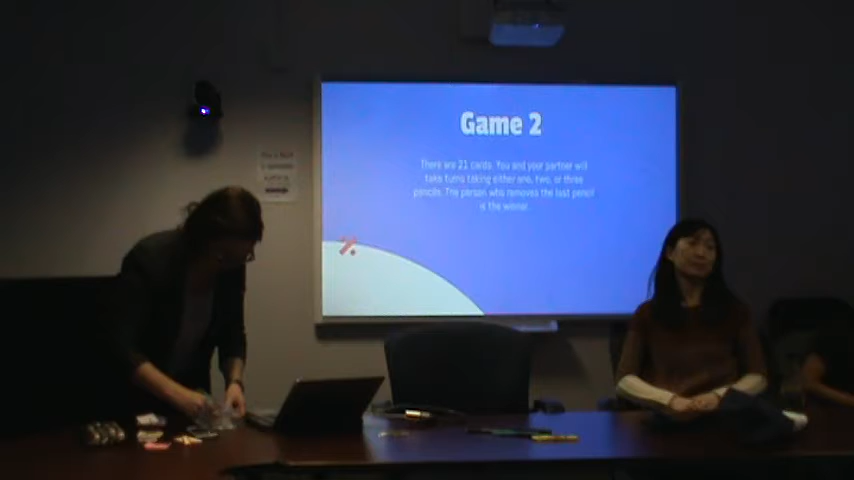 Game 2
There are 21 cards. You and your partner will
take turns taking either one, two, or three
pencils. The person who removes the last pencil
is the winner.